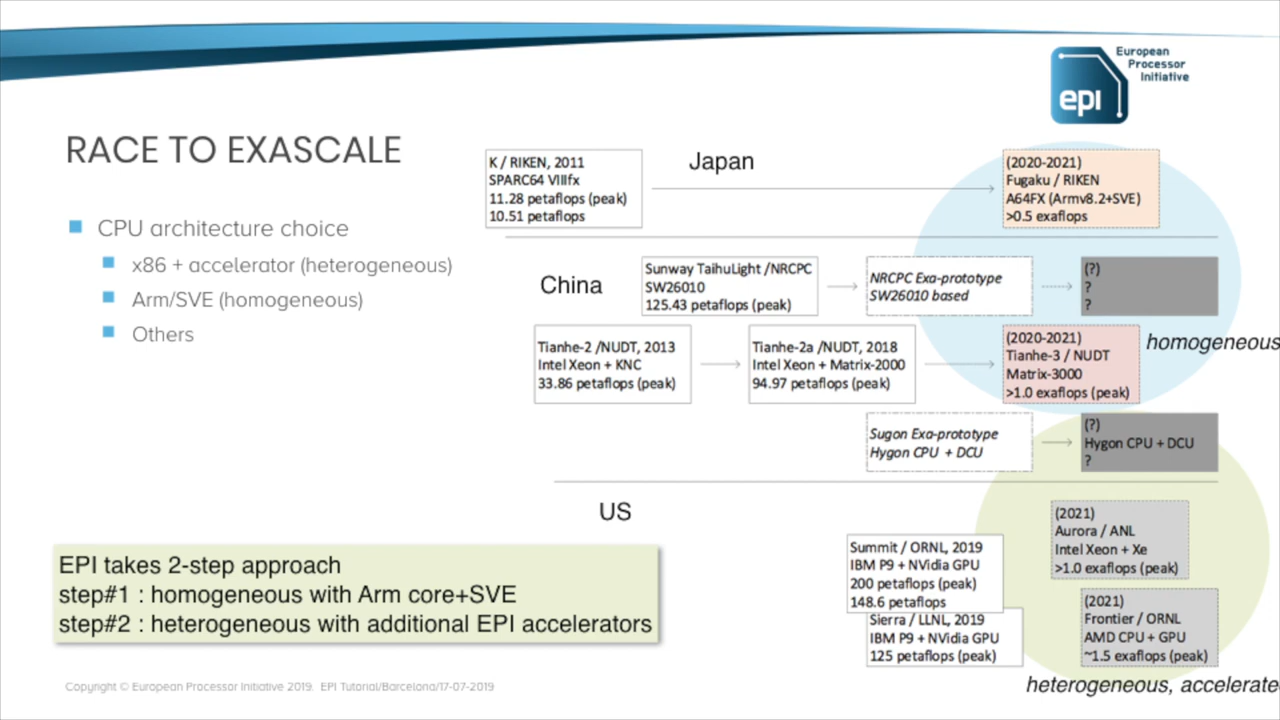 European
Processor
Initiative
epi
RACE TO EXASCALE
CPU architecture choice
x86 + accelerator (heterogeneous)
Arm/SVE (homogeneous)
Others
EPI takes 2-step approach
step#1 : homogeneous with Arm core+SVE
step#2 : heterogeneous with additional EPI accelerators
Japan
K / RIKEN, 2011
SPARC64 VIIIfx
11.28 petaflops (peak)
10.51 petaflops
(2020-2021)
Fugaku / RIKEN
A64FX (Armv8.2+SVE)
>0.5 exaflops
China
Sunway TaihuLight /NRCPC
SW26010
125.43 petaflops (peak)
NRCPC Exa-prototype
SW26010 based
(?)
?
?
Tianhe-2 /NUDT, 2013
Intel Xeon + KNC
33.86 petaflops (peak)
Tianhe-2a /NUDT, 2018
Intel Xeon + Matrix-2000
94.97 petaflops (peak)
(2020-2021)
Tianhe-3 / NUDT
Matrix-3000
>1.0 exaflops (peak)
homogeneous
Sugon Exa-prototype
Hygon CPU + DCU
(?)
Hygon CPU + DCU
?
US
Summit / ORNL, 2019
IBM P9 + NVidia GPU
200 petaflops (peak)
148.6 petaflops
Sierra / LLNL, 2019
IBM P9 + NVidia GPU
125 petaflops (peak)
(2021)
Aurora / ANL
Intel Xeon + Xe
>1.0 exaflops (peak)
(2021)
Frontier / ORNL
AMD CPU + GPU
~1.5 exaflops (peak)
heterogeneous, accelerate
Copyright © European Processor Initiative 2019. EPI Tutorial/Barcelona/17-07-2019